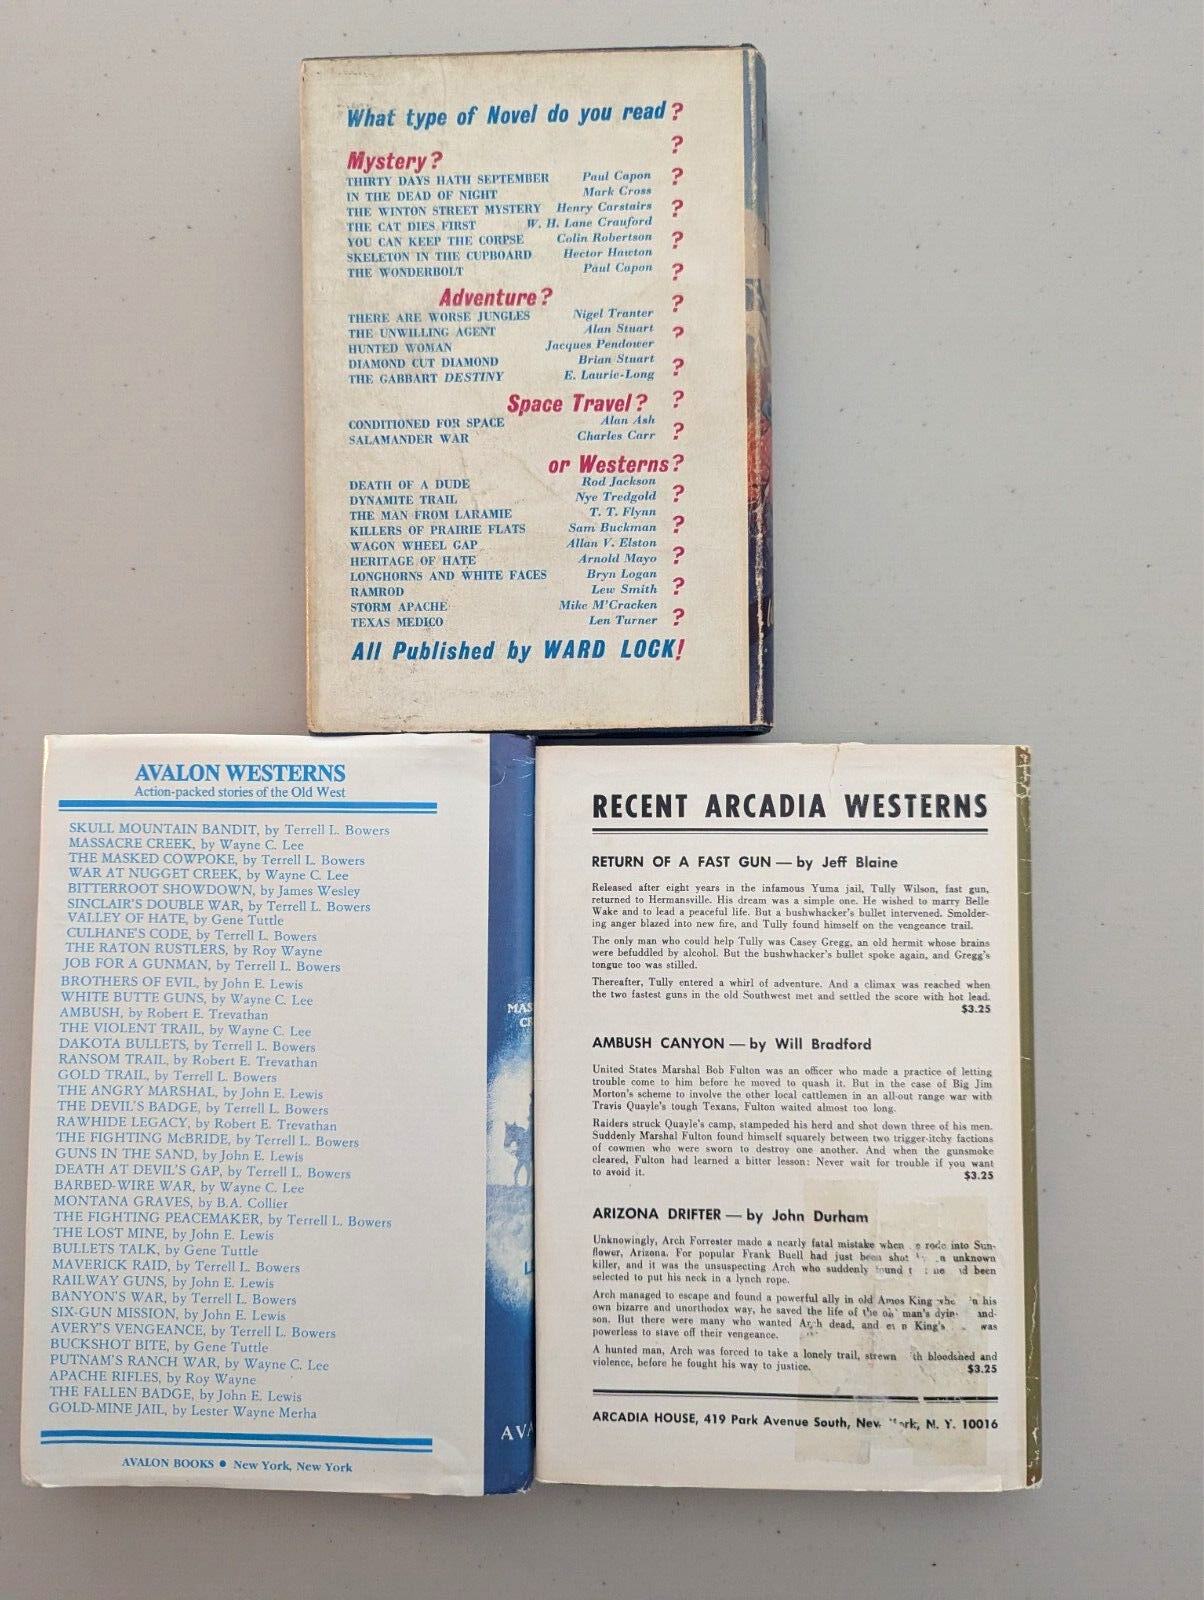 What type of Novel do you read?
?
Mystery? ?
THIRTY DAYS HATH SEPTEMBER Paul Capon
IN THE DEAD OF NIGHT Mark Cross
THE WINTON STREET MYSTERY Henry Carstairs ?
THE CAT DIES FIRST W. H. Lane Crauford
YOU CAN KEEP THE CORPSE Colin Robertson ?
SKELETON IN THE CUPBOARD Hector Hawton
THE WONDERBOLT Paul Capon ?
Adventure? ?
THERE ARE WORSE JUNGLES Nigel Tranter
THE UNWILLING AGENT Alan Stuart ?
HUNTED WOMAN Jacques Pendower
DIAMOND CUT DIAMOND Brian Stuart ?
THE GABBART DESTINY E. Laurie-Long
Space Travel? ?
CONDITIONED FOR SPACE Alan Ash
SALAMANDER WAR Charles Carr ?
or Westerns?
DEATH OF A DUDE Rod Jackson
DYNAMITE TRAIL Nye Tredgold ?
THE MAN FROM LARAMIE T. T. Flynn
KILLERS OF PRAIRIE FLATS Sam Buckman ?
WAGON WHEEL GAP Allan V. Elston
HERITAGE OF HATE Arnold Mayo ?
LONGHORNS AND WHITE FACES Bryn Logan
RAMROD Lew Smith ?
STORM APACHE Mike M'Cracken
TEXAS MEDICO Len Turner ?
All Published by WARD LOCK!
AVALON WESTERNS
Action-packed stories of the Old West
SKULL MOUNTAIN BANDIT, by Terrell L. Bowers
MASSACRE CREEK, by Wayne C. Lee
THE MASKED COWPOKE, by Terrell L. Bowers
WAR AT NUGGET CREEK, by Wayne C. Lee
BITTERROOT SHOWDOWN, by James Wesley
SINCLAIR'S DOUBLE WAR, by Terrell L. Bowers
VALLEY OF HATE, by Gene Tuttle
CULHANE'S CODE, by Terrell L. Bowers
THE RATON RUSTLERS, by Roy Wayne
JOB FOR A GUNMAN, by Terrell L. Bowers
BROTHERS OF EVIL, by John E. Lewis
WHITE BUTTE GUNS, by Wayne C. Lee
AMBUSH, by Robert E. Trevathan
THE VIOLENT TRAIL, by Wayne C. Lee
DAKOTA BULLETS, by Terrell L. Bowers
RANSOM TRAIL, by Robert E. Trevathan
GOLD TRAIL, by Terrell L. Bowers
THE ANGRY MARSHAL, by John E. Lewis
THE DEVIL'S BADGE, by Terrell L. Bowers
RAWHIDE LEGACY, by Robert E. Trevathan
THE FIGHTING McBRIDE, by Terrell L. Bowers
GUNS IN THE SAND, by John E. Lewis
DEATH AT DEVIL'S GAP, by Terrell L. Bowers
BARBED-WIRE WAR, by Wayne C. Lee
MONTANA GRAVES, by B.A. Collier
THE FIGHTING PEACEMAKER, by Terrell L. Bowers
THE LOST MINE, by John E. Lewis
BULLETS TALK, by Gene Tuttle
MAVERICK RAID, by Terrell L. Bowers
RAILWAY GUNS, by John E. Lewis
BANYON'S WAR, by Terrell L. Bowers
SIX-GUN MISSION, by John E. Lewis
AVERY'S VENGEANCE, by Terrell L. Bowers
BUCKSHOT BITE, by Gene Tuttle
PUTNAM'S RANCH WAR, by Wayne C. Lee
APACHE RIFLES, by Roy Wayne
THE FALLEN BADGE, by John E. Lewis
GOLD-MINE JAIL, by Lester Wayne Merha
AVALON BOOKS ● New York, New York
MAS
CR
L
AVA
RECENT ARCADIA WESTERNS
RETURN OF A FAST GUN — by Jeff Blaine
Released after eight years in the infamous Yuma jail, Tully Wilson, fast gun,
returned to Hermansville. His dream was a simple one. He wished to marry Belle
Wake and to lead a peaceful life. But a bushwhacker's bullet intervened. Smolder-
ing anger blazed into new fire, and Tully found himself on the vengeance trail.
The only man who could help Tully was Casey Gregg, an old hermit whose brains
were befuddled by alcohol. But the bushwhacker's bullet spoke again, and Gregg's
tongue too was stilled.
Thereafter, Tully entered a whirl of adventure. And a climax was reached when
the two fastest guns in the old Southwest met and settled the score with hot lead.
$3.25
AMBUSH CANYON — by Will Bradford
United States Marshal Bob Fulton was an officer who made a practice of letting
trouble come to him before he moved to quash it. But in the case of Big Jim
Morton's scheme to involve the other local cattlemen in an all-out range war with
Travis Quayle's tough Texans, Fulton waited almost too long.
Raiders struck Quayle's camp, stampeded his herd and shot down three of his men.
Suddenly Marshal Fulton found himself squarely between two trigger-itchy factions
of cowmen who were sworn to destroy one another. And when the gunsmoke
cleared, Fulton had learned a bitter lesson: Never wait for trouble if you want
to avoid it. $3.25
ARIZONA DRIFTER — by John Durham
Unknowingly, Arch Forrester made a nearly fatal mistake when rode into Sun-
flower, Arizona. For popular Frank Buell had just been shot unknown
killer, and it was the unsuspecting Arch who suddenly found been
selected to put his neck in a lynch rope.
Arch managed to escape and found a powerful ally in old Amos King his
own bizarre and unorthodox way, he saved the life of the old man's
son. But there were many who wanted Arch dead, and even King's was
powerless to stave off their vengeance.
A hunted man, Arch was forced to take a lonely trail, strewn bloodshed and
violence, before he fought his way to justice. $3.25
ARCADIA HOUSE, 419 Park Avenue South, New York, N. Y. 10016